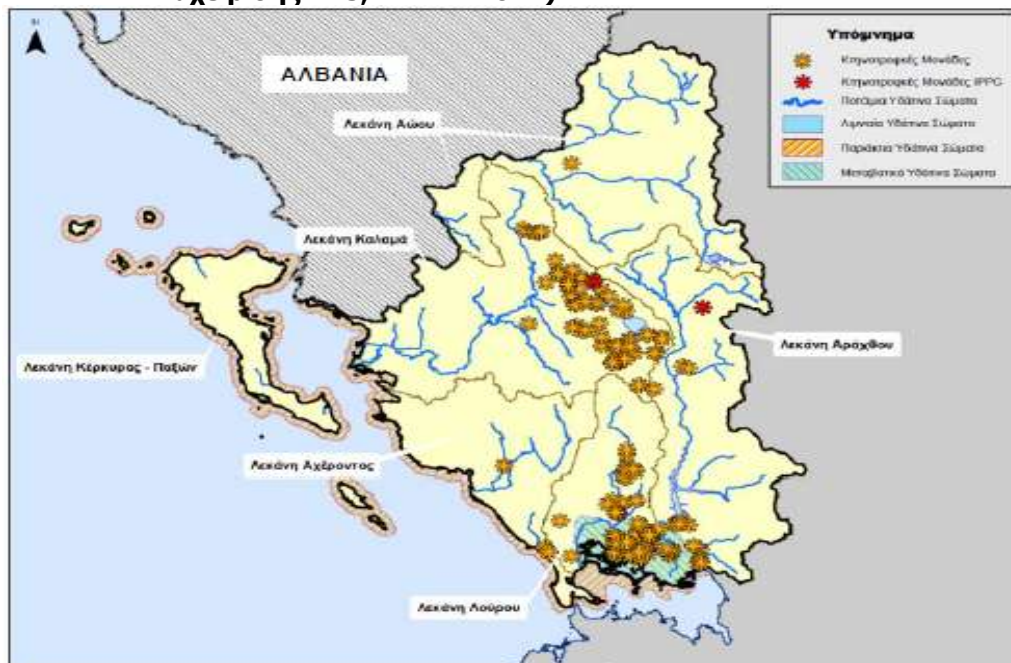 Υπόμνημα
Κτηνοτροφικές Μονάδες
Κτηνοτροφικές Μονάδες IPPC
Ποτάμια Υδάτινα Σώματα
Λιμναία Υδάτινα Σώματα
Παράκτια Υδάτινα Σώματα
Μεταβατικά Υδάτινα Σώματα
ΑΛΒΑΝΙΑ
Λεκάνη Αώου
Λεκάνη Καλαμά
Λεκάνη Αράχθου
Λεκάνη Κέρκυρας - Παξών
Λεκάνη Αχέροντος
Λεκάνη Λούρου